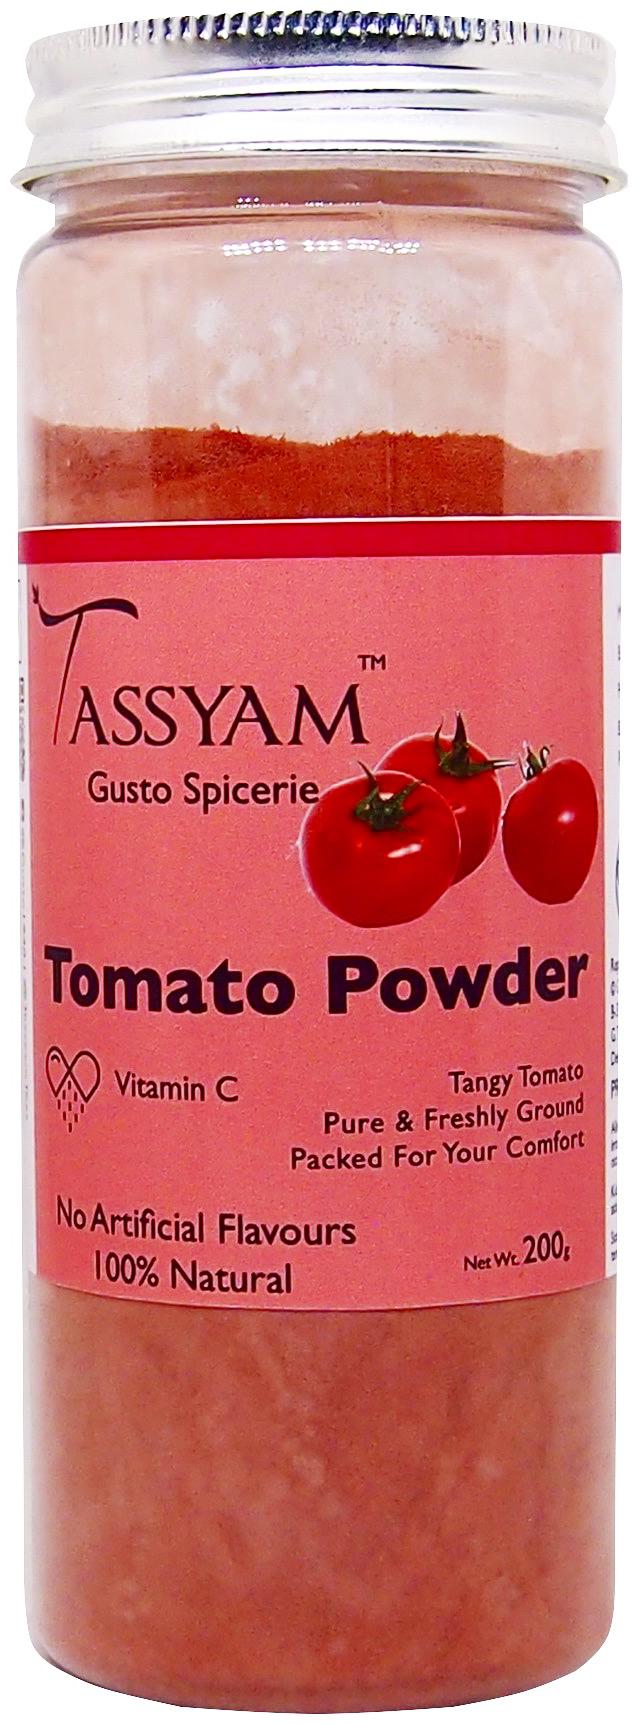 TASSYAM™
Gusto Spicerie
Tomato Powder
Vitamin C
Tangy Tomato
Pure & Freshly Ground
Packed For Your Comfort
No Artificial Flavours
100% Natural
Net Wt. 200g